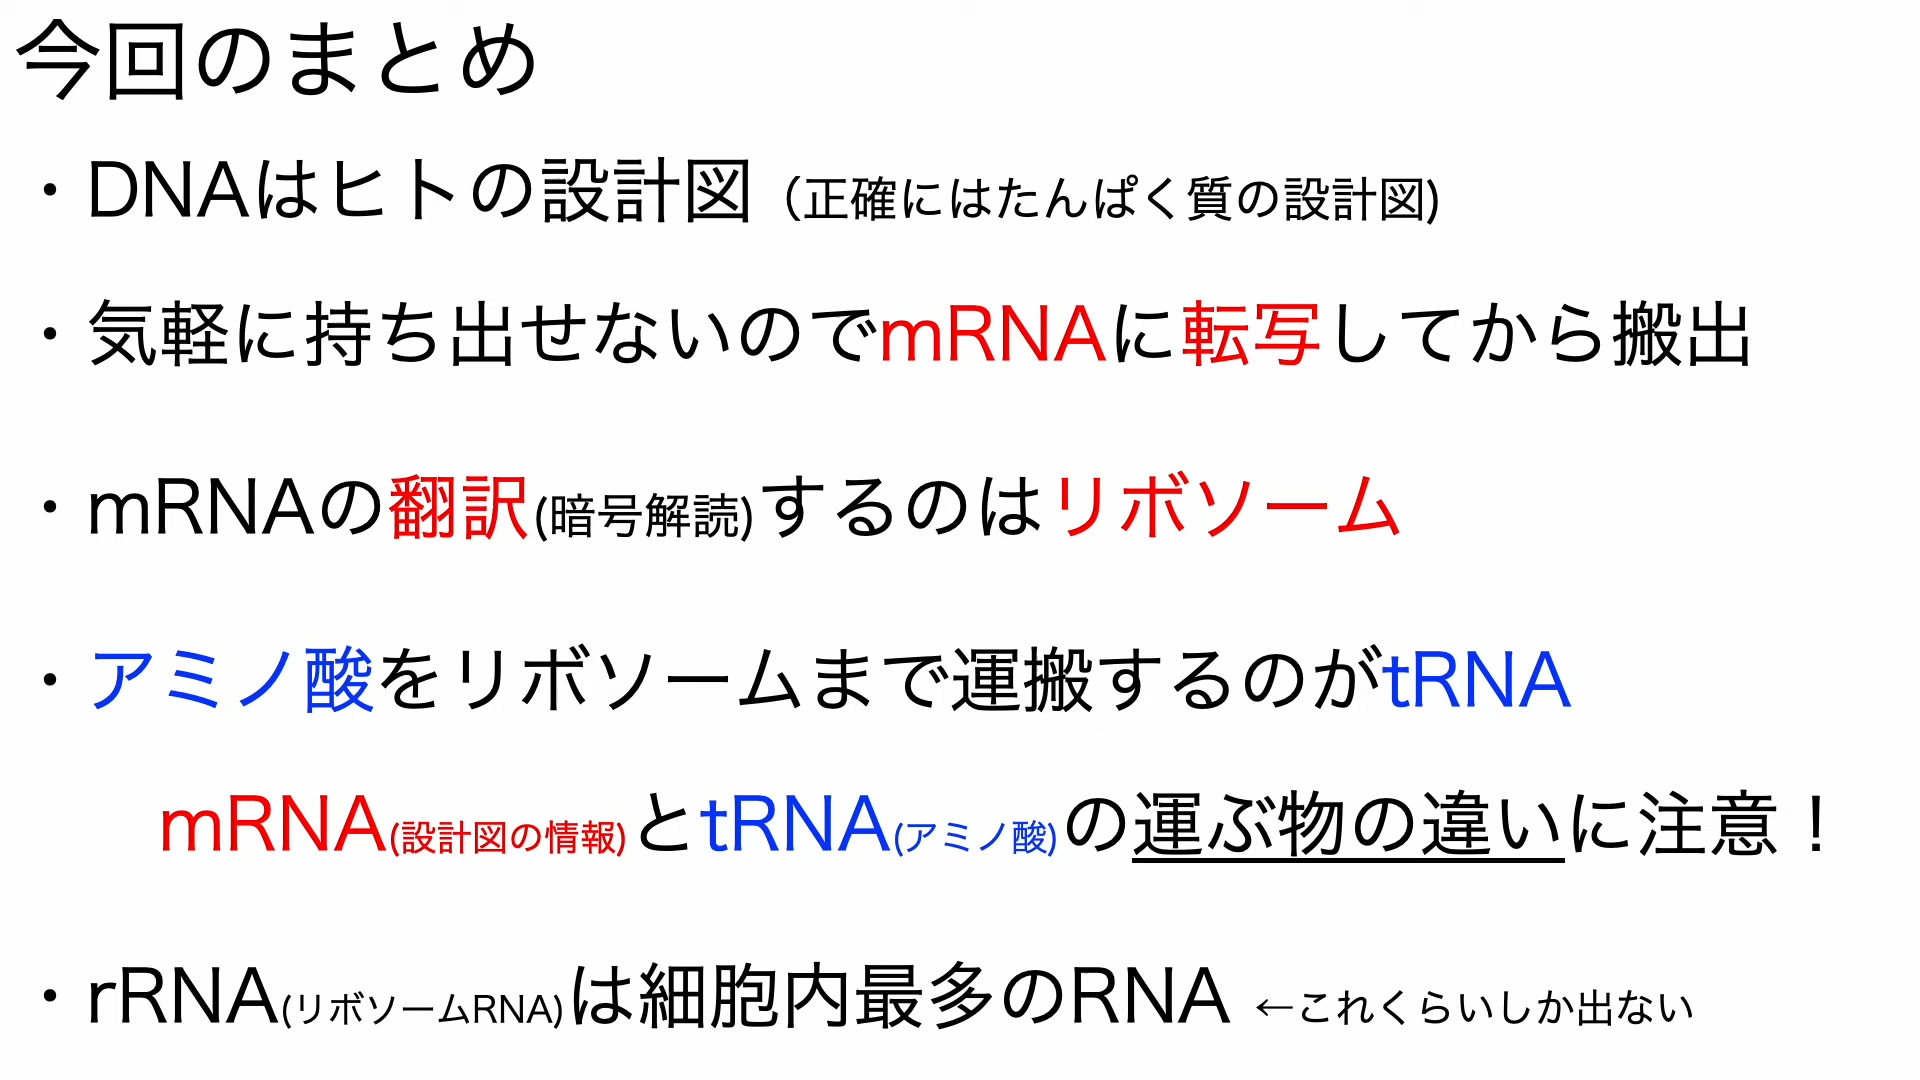 今回のまとめ
・DNAはヒトの設計図（正確にはたんぱく質の設計図)
・気軽に持ち出せないのでmRNAに転写してから搬出
・mRNAの翻訳(暗号解読)するのはリボソーム
・アミノ酸をリボソームまで運搬するのがtRNA
mRNA(設計図の情報)とtRNA(アミノ酸)の運ぶ物の違いに注意！
・rRNA(リボソームRNA)は細胞内最多のRNA ←これくらいしか出ない